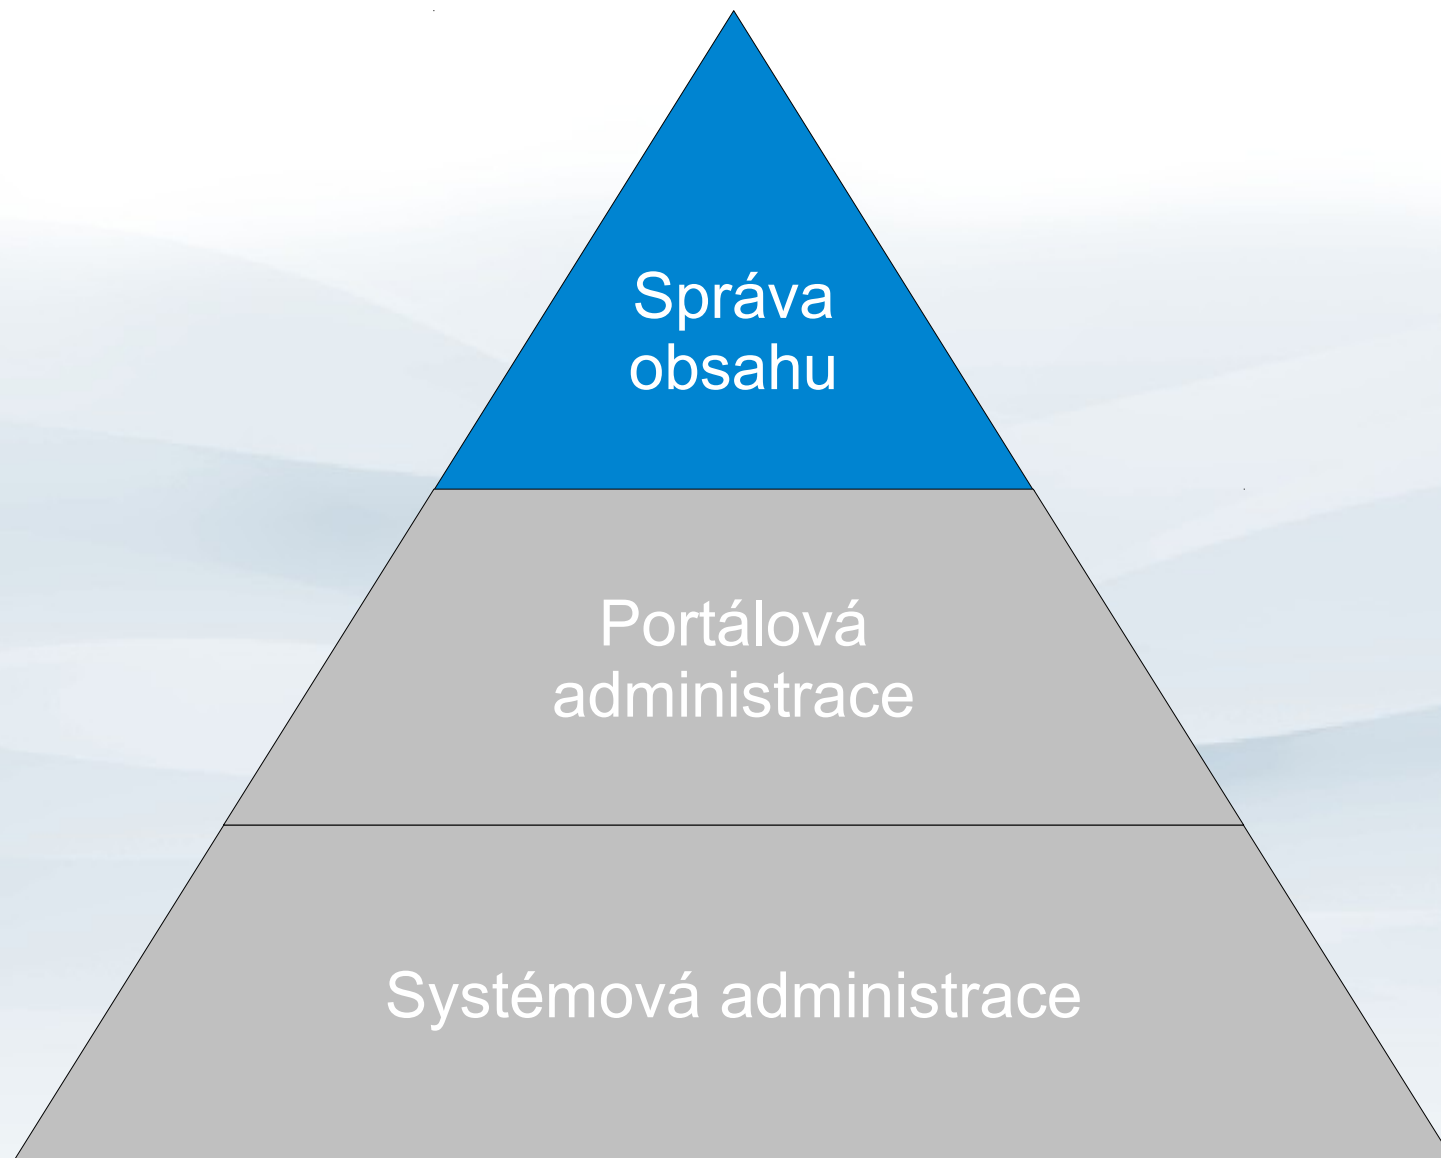 Správa
obsahu
Portálová
administrace
Systémová administrace